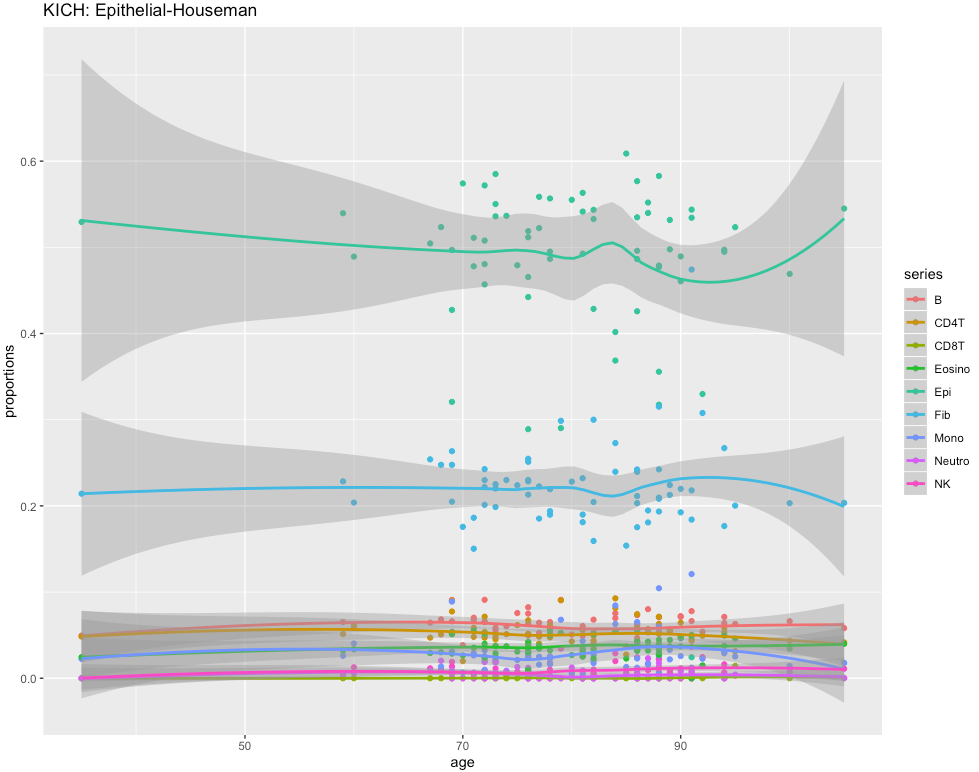 KICH: Epithelial-Houseman
proportions
0.6
0.4
0.2
0.0
50
70
90
age
series
B
CD4T
CD8T
Eosino
Epi
Fib
Mono
Neutro
NK